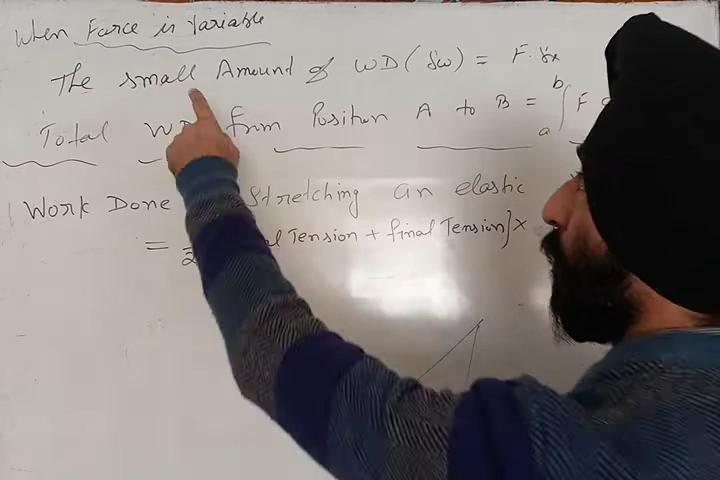 When Force is Variable
The small Amount of WD(δw) = F. δx
Total WD from Position A to B = ∫ b a F
Work Done Stretching an elastic
= Tension + final Tension]x